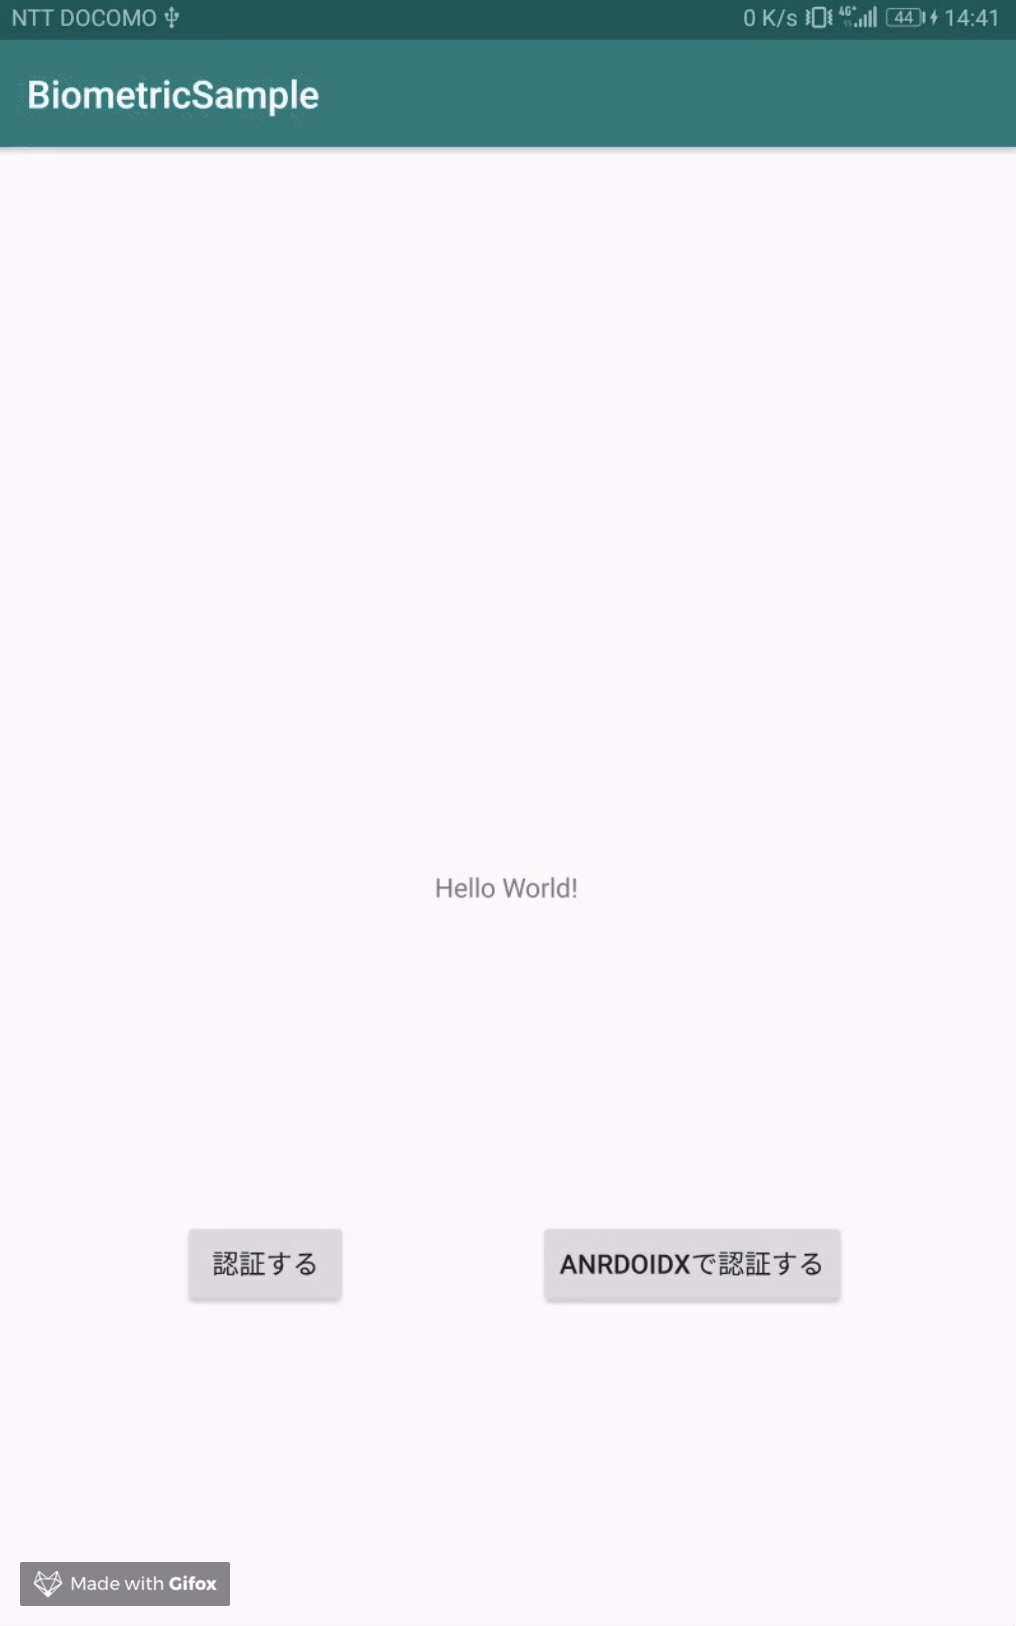 NTT DOCOMO 0 K/s 4G+ 44 14:41
BiometricSample
Hello World!
認証する ANRDOIDXで認証する
Made with Gifox